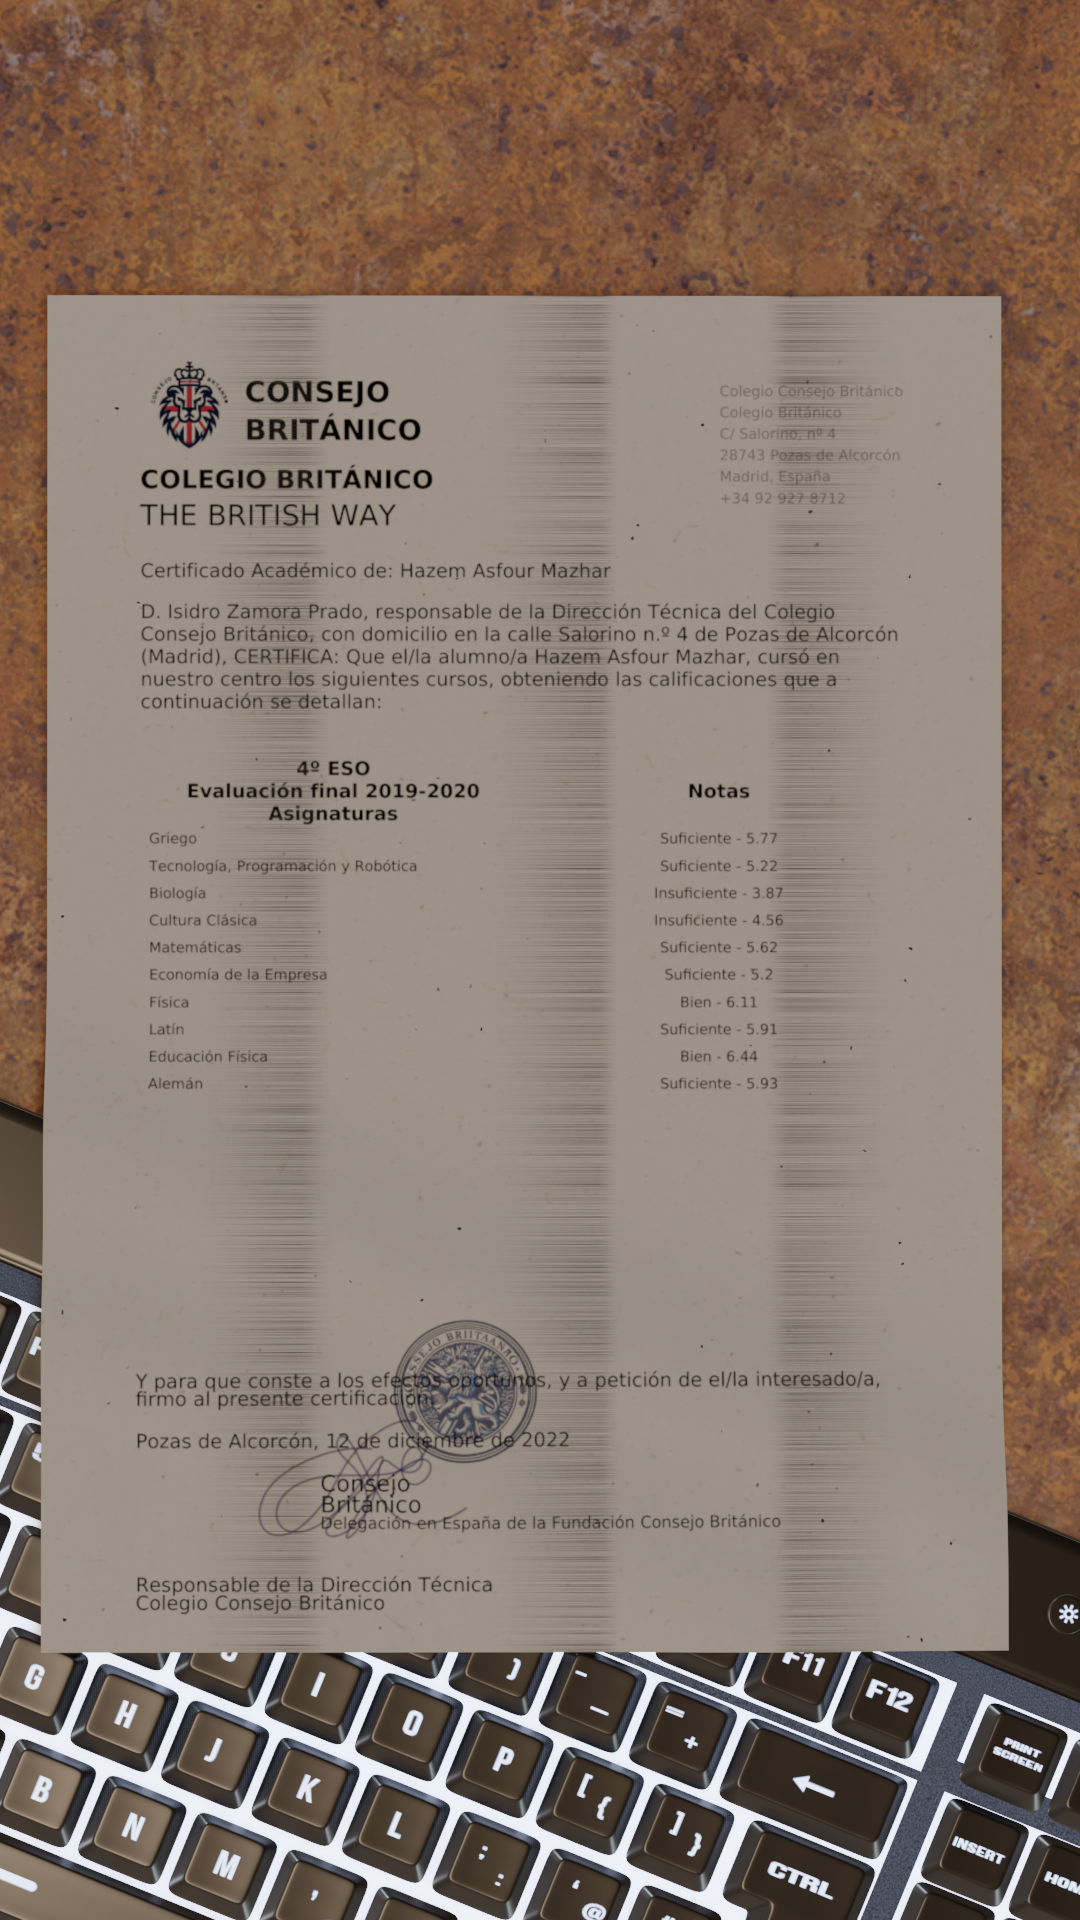 CONSEJO
BRITÁNICO
COLEGIO BRITÁNICO
THE BRITISH WAY
Colegio Consejo Británico
Colegio Británico
C/ Salorino, nº 4
28743 Pozas de Alcorcón
Madrid, España
+34 92 927 8712
Certificado Académico de: Hazem Asfour Mazhar
D. Isidro Zamora Prado, responsable de la Dirección Técnica del Colegio
Consejo Británico, con domicilio en la calle Salorino n.º 4 de Pozas de Alcorcón
(Madrid), CERTIFICA: Que el/la alumno/a Hazem Asfour Mazhar, cursó en
nuestro centro los siguientes cursos, obteniendo las calificaciones que a
continuación se detallan:
4º ESO
Evaluación final 2019-2020 Notas
Asignaturas
Griego Suficiente - 5.77
Tecnología, Programación y Robótica Suficiente - 5.22
Biología Insuficiente - 3.87
Cultura Clásica Insuficiente - 4.56
Matemáticas Suficiente - 5.62
Economía de la Empresa Suficiente - 5.2
Física Bien - 6.11
Latín Suficiente - 5.91
Educación Física Bien - 6.44
Alemán Suficiente - 5.93
Y para que conste a los efectos oportunos, y a petición de el/la interesado/a,
firmo al presente certificación.
Pozas de Alcorcón, 12 de diciembre de 2022
Consejo
Británico
Delegación en España de la Fundación Consejo Británico
Responsable de la Dirección Técnica
Colegio Consejo Británico
F11
F12
PRINT
SCREEN
G
H
J
I
O
P
- _
= +
[ {
] }
B
N
M
K
L
: ;
CTRL
INSERT
@